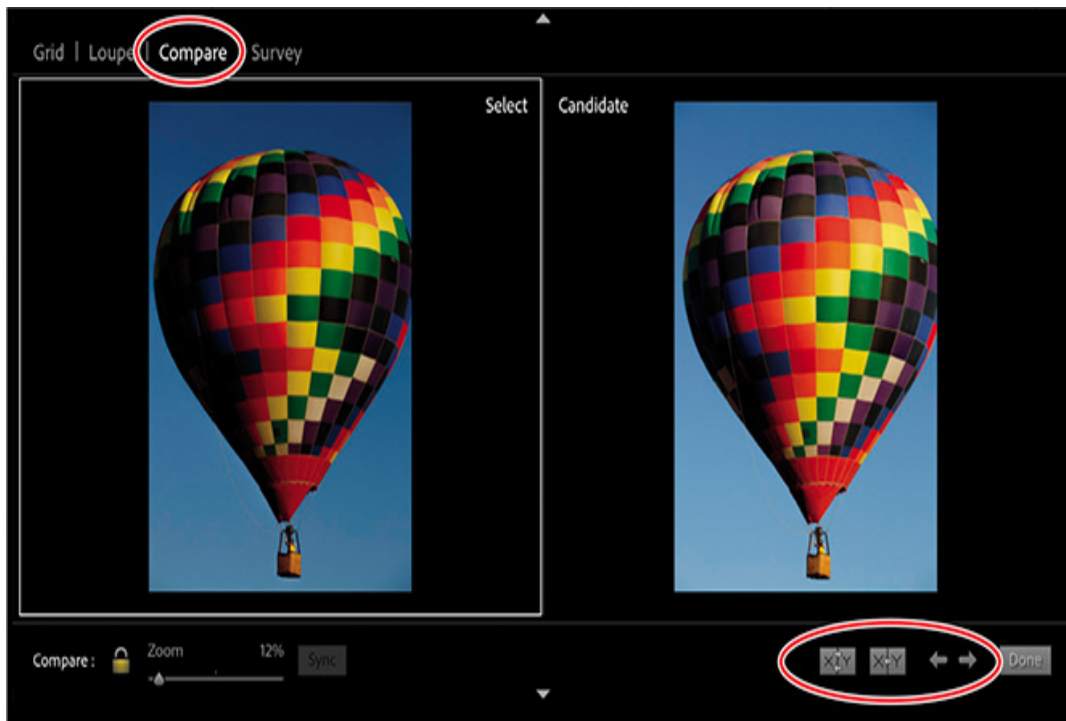 Grid | Loupe | Compare | Survey
Select
Candidate
Compare :
Zoom
12%
Sync
X Y
X Y
Done